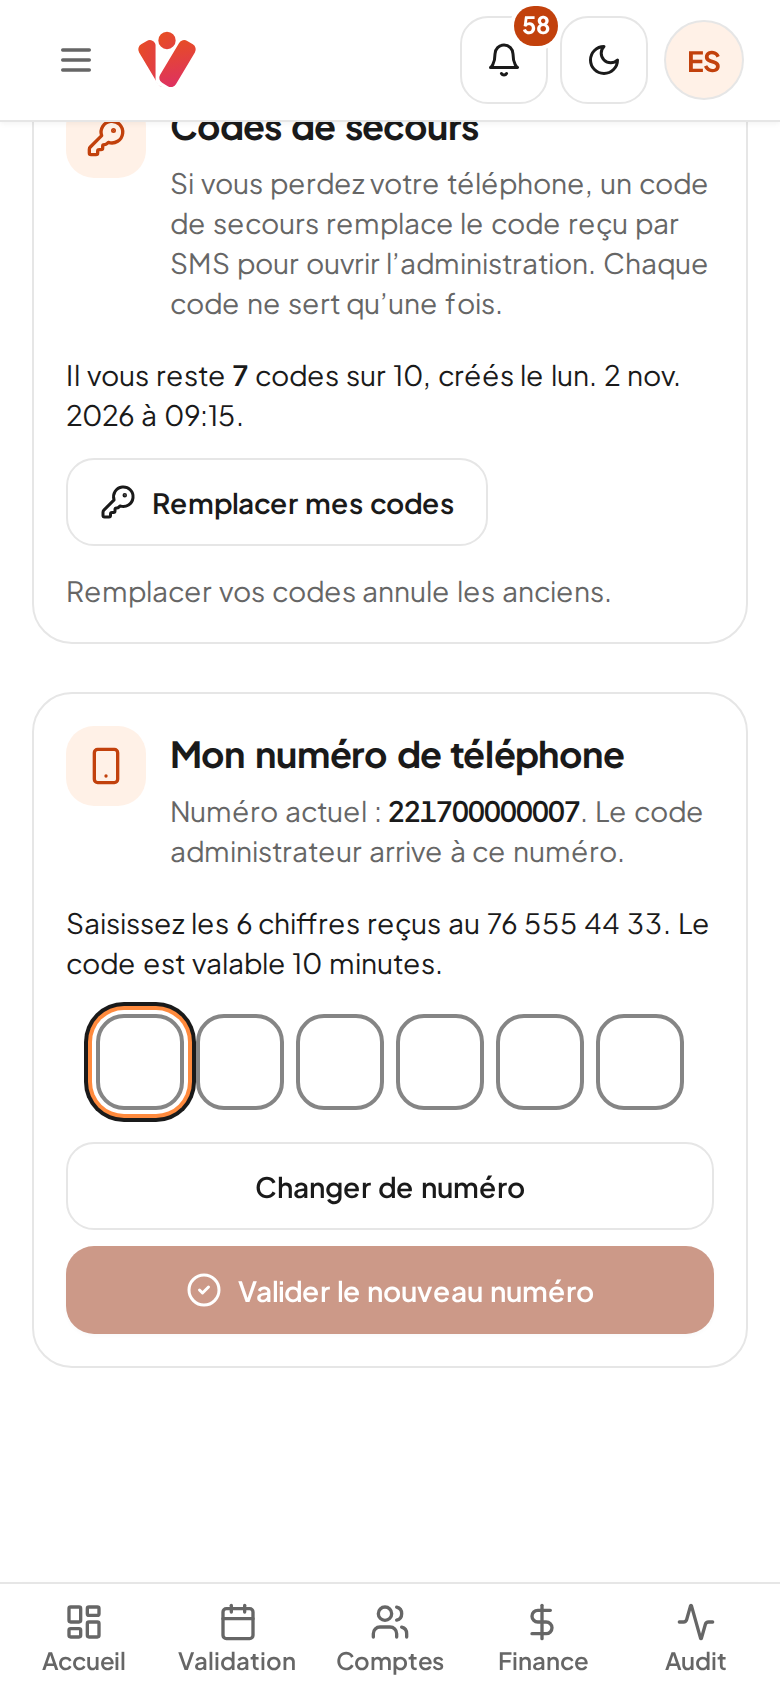 58
ES
Codes de secours
Si vous perdez votre téléphone, un code
de secours remplace le code reçu par
SMS pour ouvrir l’administration. Chaque
code ne sert qu’une fois.
Il vous reste 7 codes sur 10, créés le lun. 2 nov.
2026 à 09:15.
Remplacer mes codes
Remplacer vos codes annule les anciens.
Mon numéro de téléphone
Numéro actuel : 221700000007. Le code
administrateur arrive à ce numéro.
Saisissez les 6 chiffres reçus au 76 555 44 33. Le
code est valable 10 minutes.
Changer de numéro
Valider le nouveau numéro
Accueil Validation Comptes Finance Audit